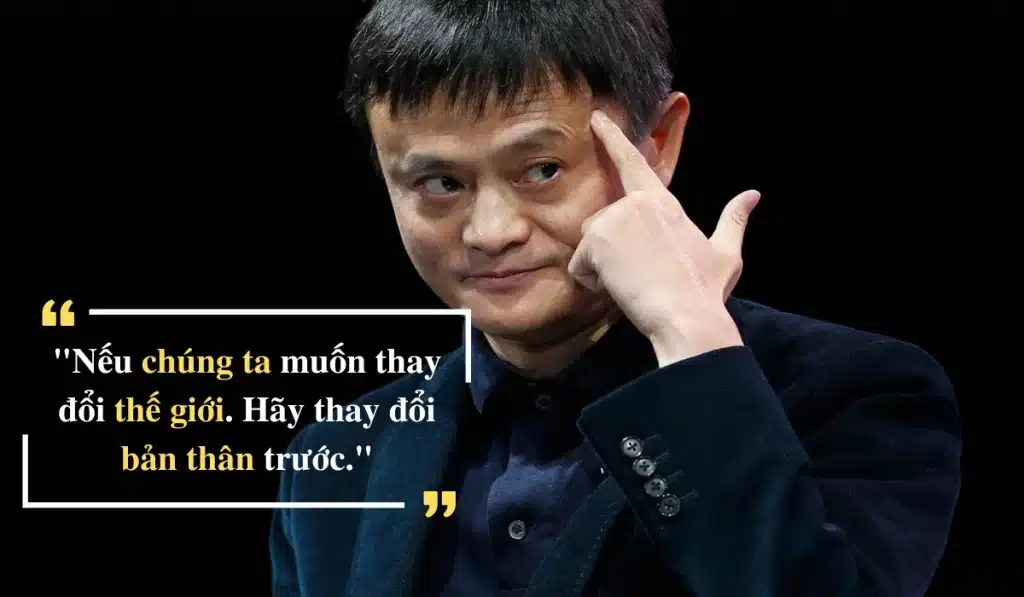 "Nếu chúng ta muốn thay
đổi thế giới. Hãy thay đổi
bản thân trước."